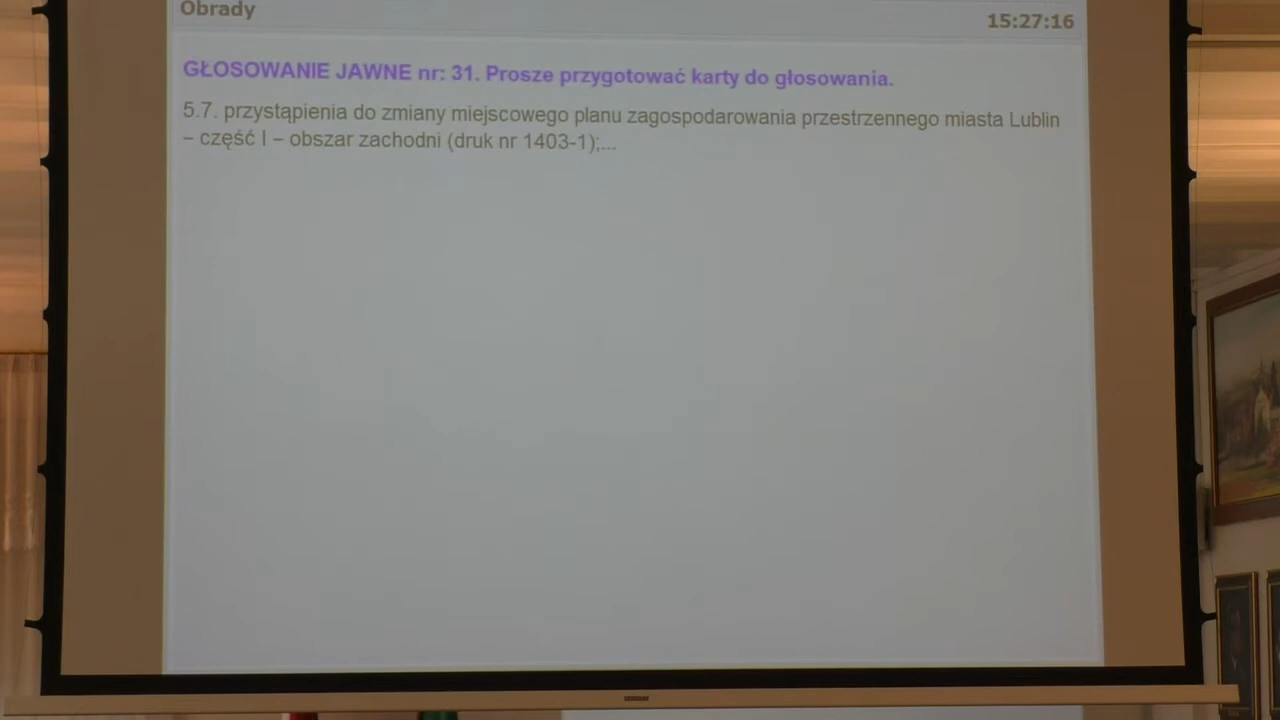 Obrady
15:27:16
GŁOSOWANIE JAWNE nr: 31. Prosze przygotować karty do głosowania.
5.7. przystąpienia do zmiany miejscowego planu zagospodarowania przestrzennego miasta Lublin
– część I – obszar zachodni (druk nr 1403-1);...